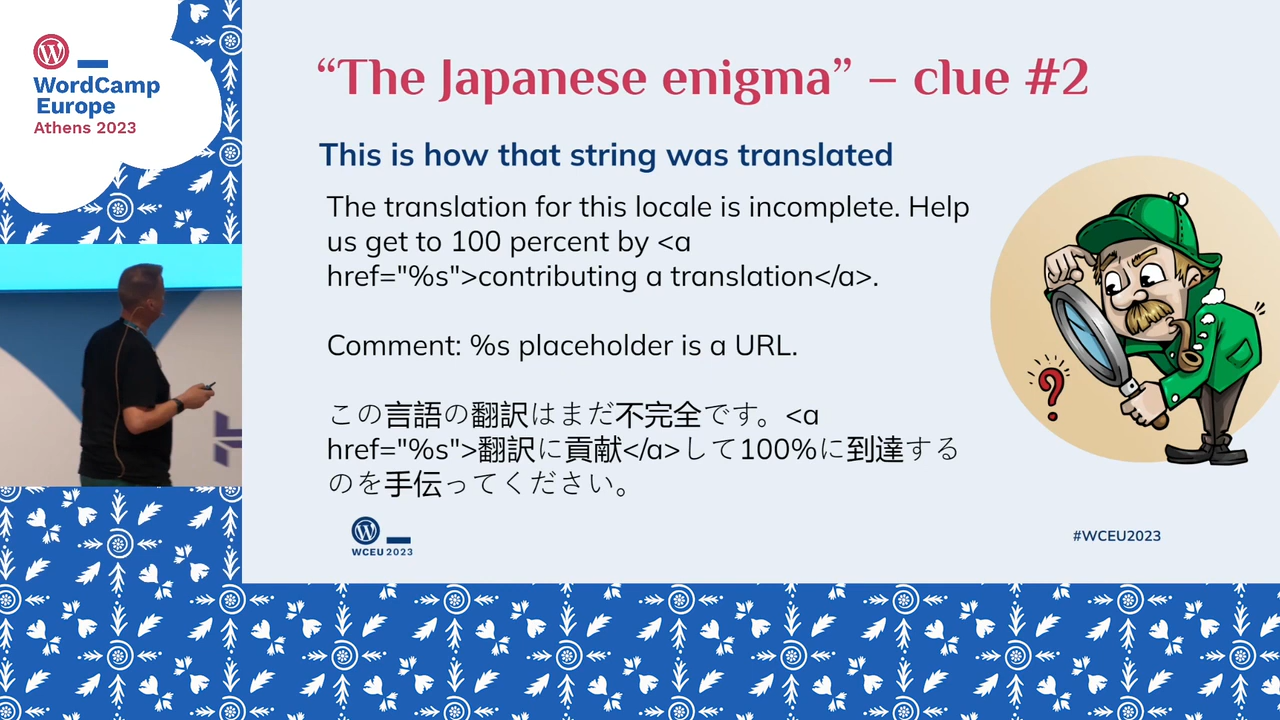 WordCamp
Europe
Athens 2023
“The Japanese enigma” – clue #2
This is how that string was translated
The translation for this locale is incomplete. Help
us get to 100 percent by <a
href="%s">contributing a translation</a>.
Comment: %s placeholder is a URL.
この言語の翻訳はまだ不完全です。<a
href="%s">翻訳に貢献</a>して100%に到達する
のを手伝ってください。
WCEU 2023
#WCEU2023
?